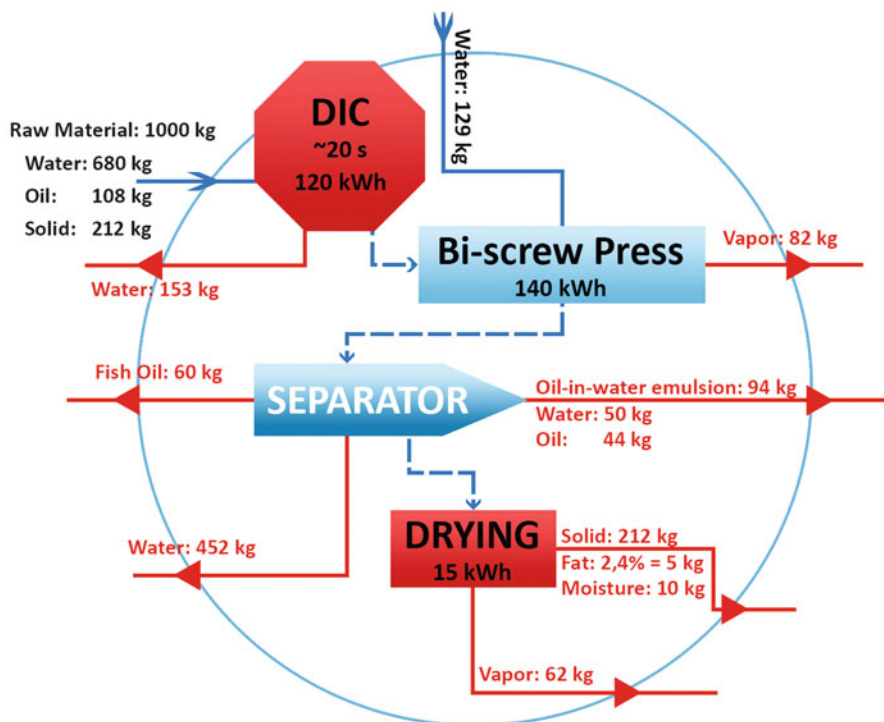 Water: 129 kg
DIC
~20 s
120 kWh
Raw Material: 1000 kg
Water: 680 kg
Oil: 108 kg
Solid: 212 kg
Water: 153 kg
Bi-screw Press
140 kWh
Vapor: 82 kg
Fish Oil: 60 kg
SEPARATOR
Oil-in-water emulsion: 94 kg
Water: 50 kg
Oil: 44 kg
Water: 452 kg
DRYING
15 kWh
Solid: 212 kg
Fat: 2,4% = 5 kg
Moisture: 10 kg
Vapor: 62 kg